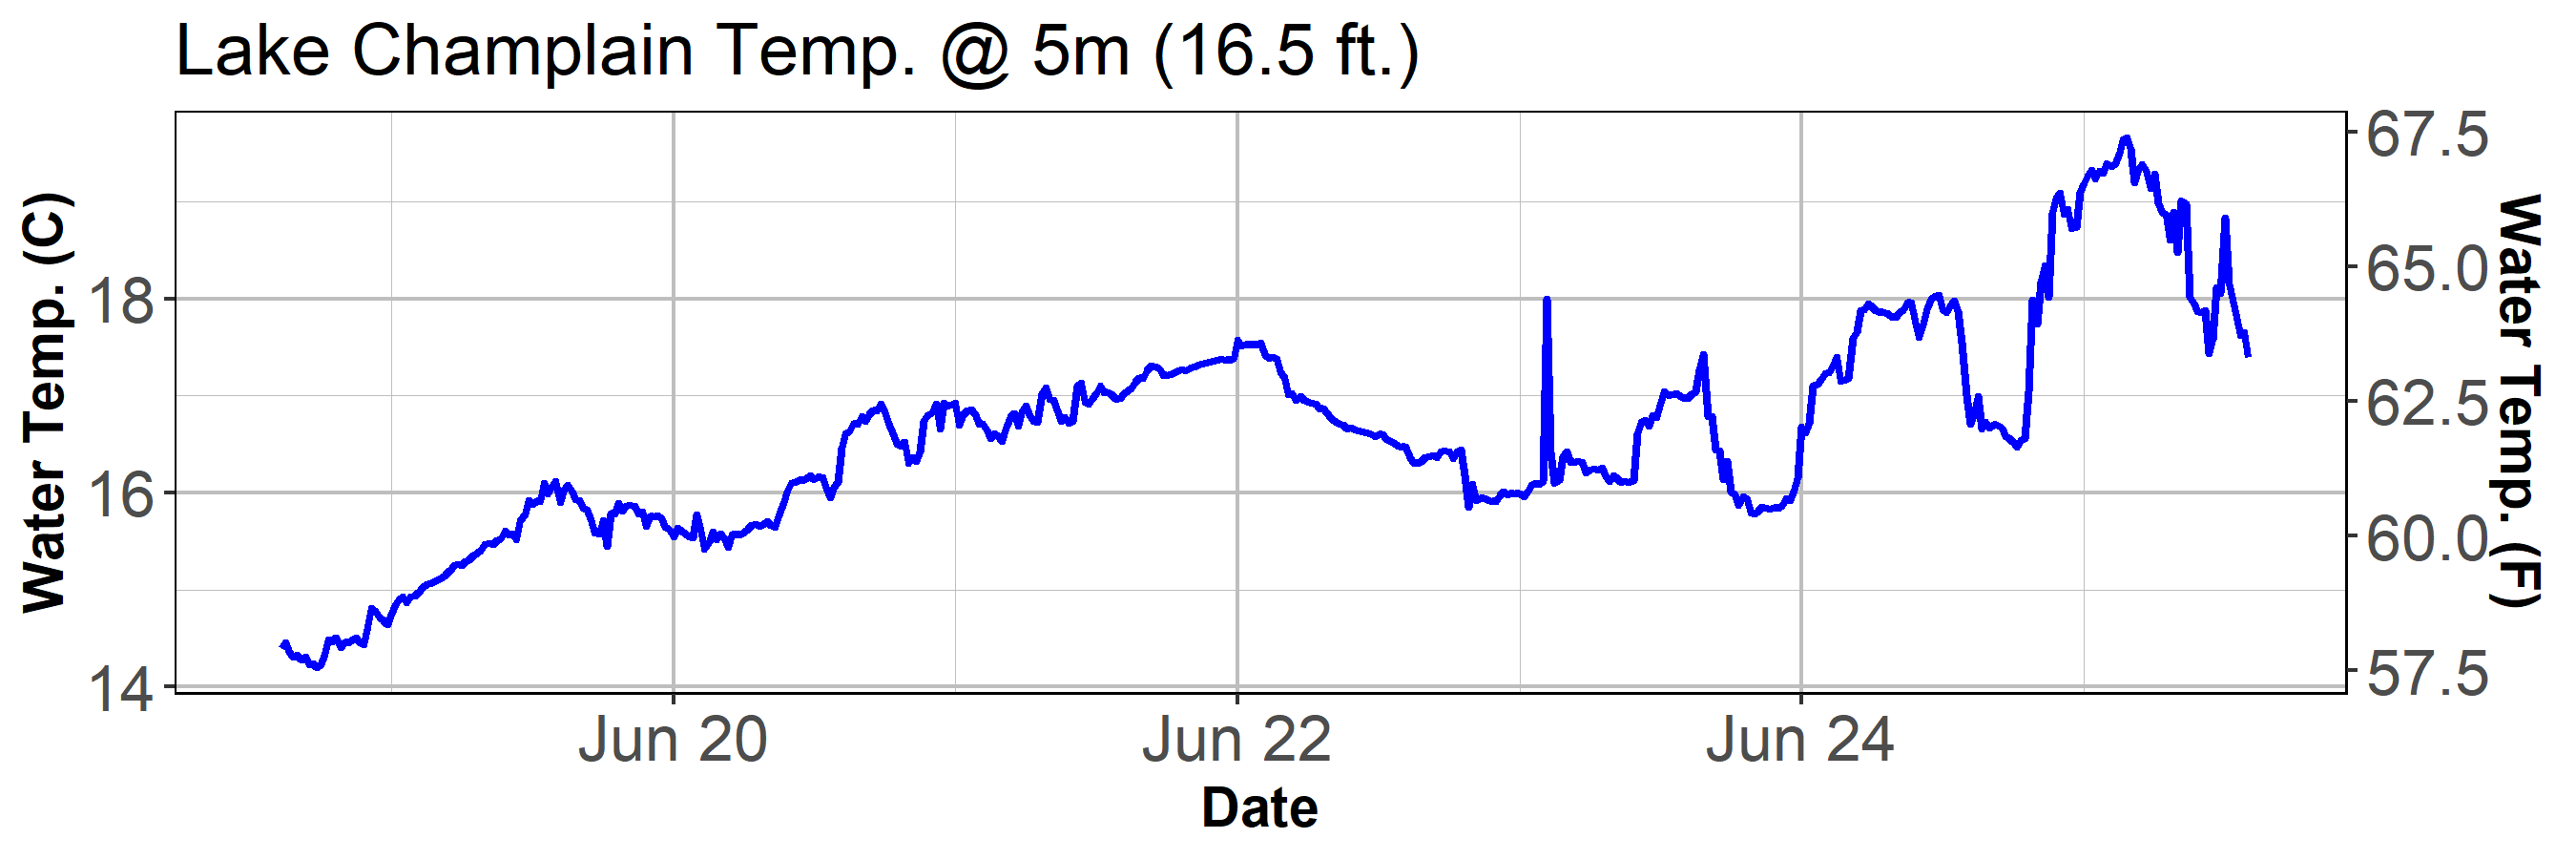 Lake Champlain Temp. @ 5m (16.5 ft.)
Water Temp. (C)
18
16
14
67.5
65.0
62.5
60.0
57.5
Water Temp. (F)
Jun 20 Jun 22 Jun 24
Date